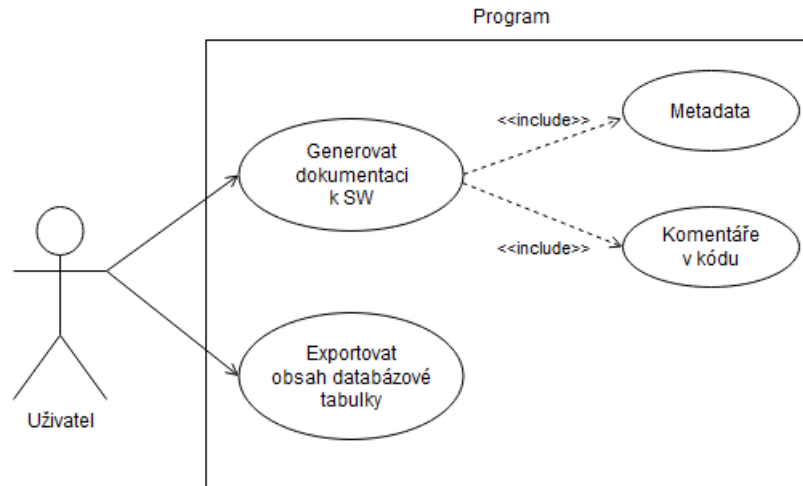 Program
Generovat
dokumentaci
k SW
<<include>>
Metadata
<<include>>
Komentáře
v kódu
Exportovat
obsah databázové
tabulky
Uživatel